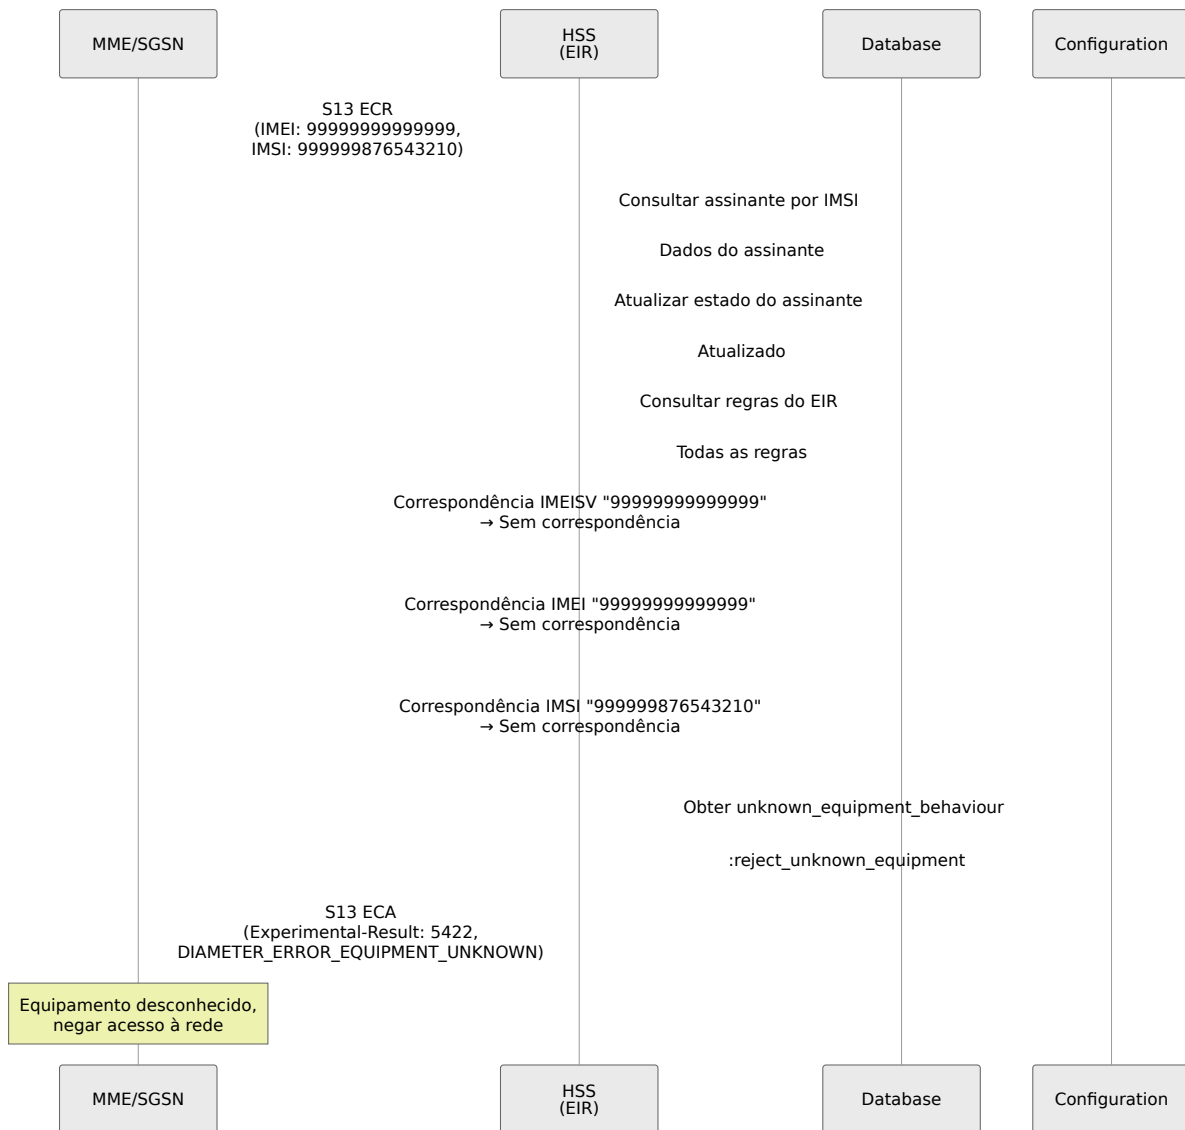 MME/SGSN
HSS
(EIR)
Database
Configuration
S13 ECR
(IMEI: 99999999999999,
IMSI: 999999876543210)
Consultar assinante por IMSI
Dados do assinante
Atualizar estado do assinante
Atualizado
Consultar regras do EIR
Todas as regras
Correspondência IMEISV "99999999999999"
→ Sem correspondência
Correspondência IMEI "99999999999999"
→ Sem correspondência
Correspondência IMSI "999999876543210"
→ Sem correspondência
Obter unknown_equipment_behaviour
:reject_unknown_equipment
S13 ECA
(Experimental-Result: 5422,
DIAMETER_ERROR_EQUIPMENT_UNKNOWN)
Equipamento desconhecido,
negar acesso à rede
MME/SGSN
HSS
(EIR)
Database
Configuration